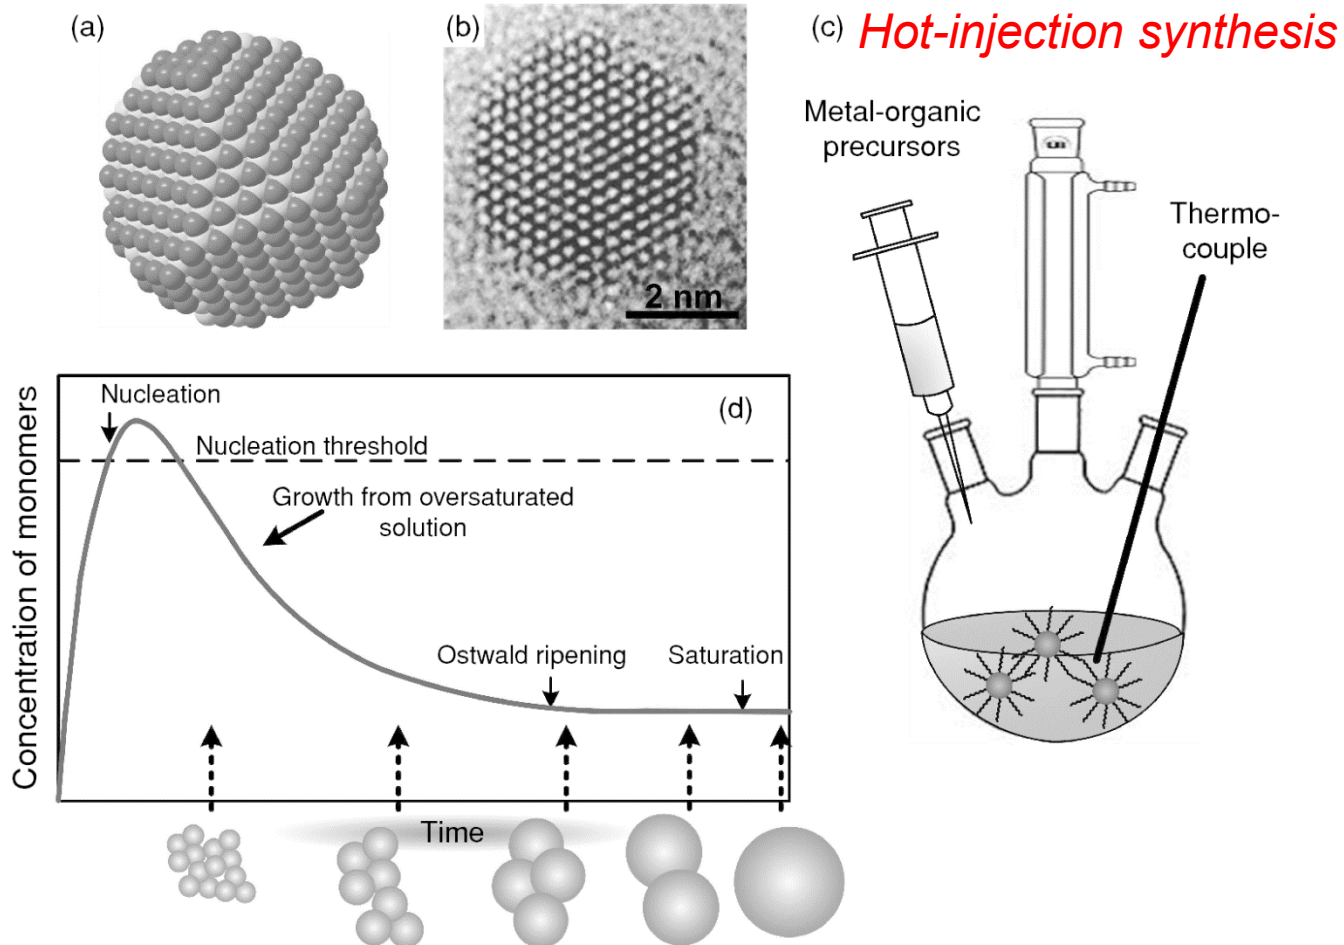 (a)
(b)
(c) Hot-injection synthesis
2 nm
Metal-organic
precursors
Thermo-
couple
(d)
Concentration of monomers
Nucleation
Nucleation threshold
Growth from oversaturated
solution
Ostwald ripening
Saturation
Time